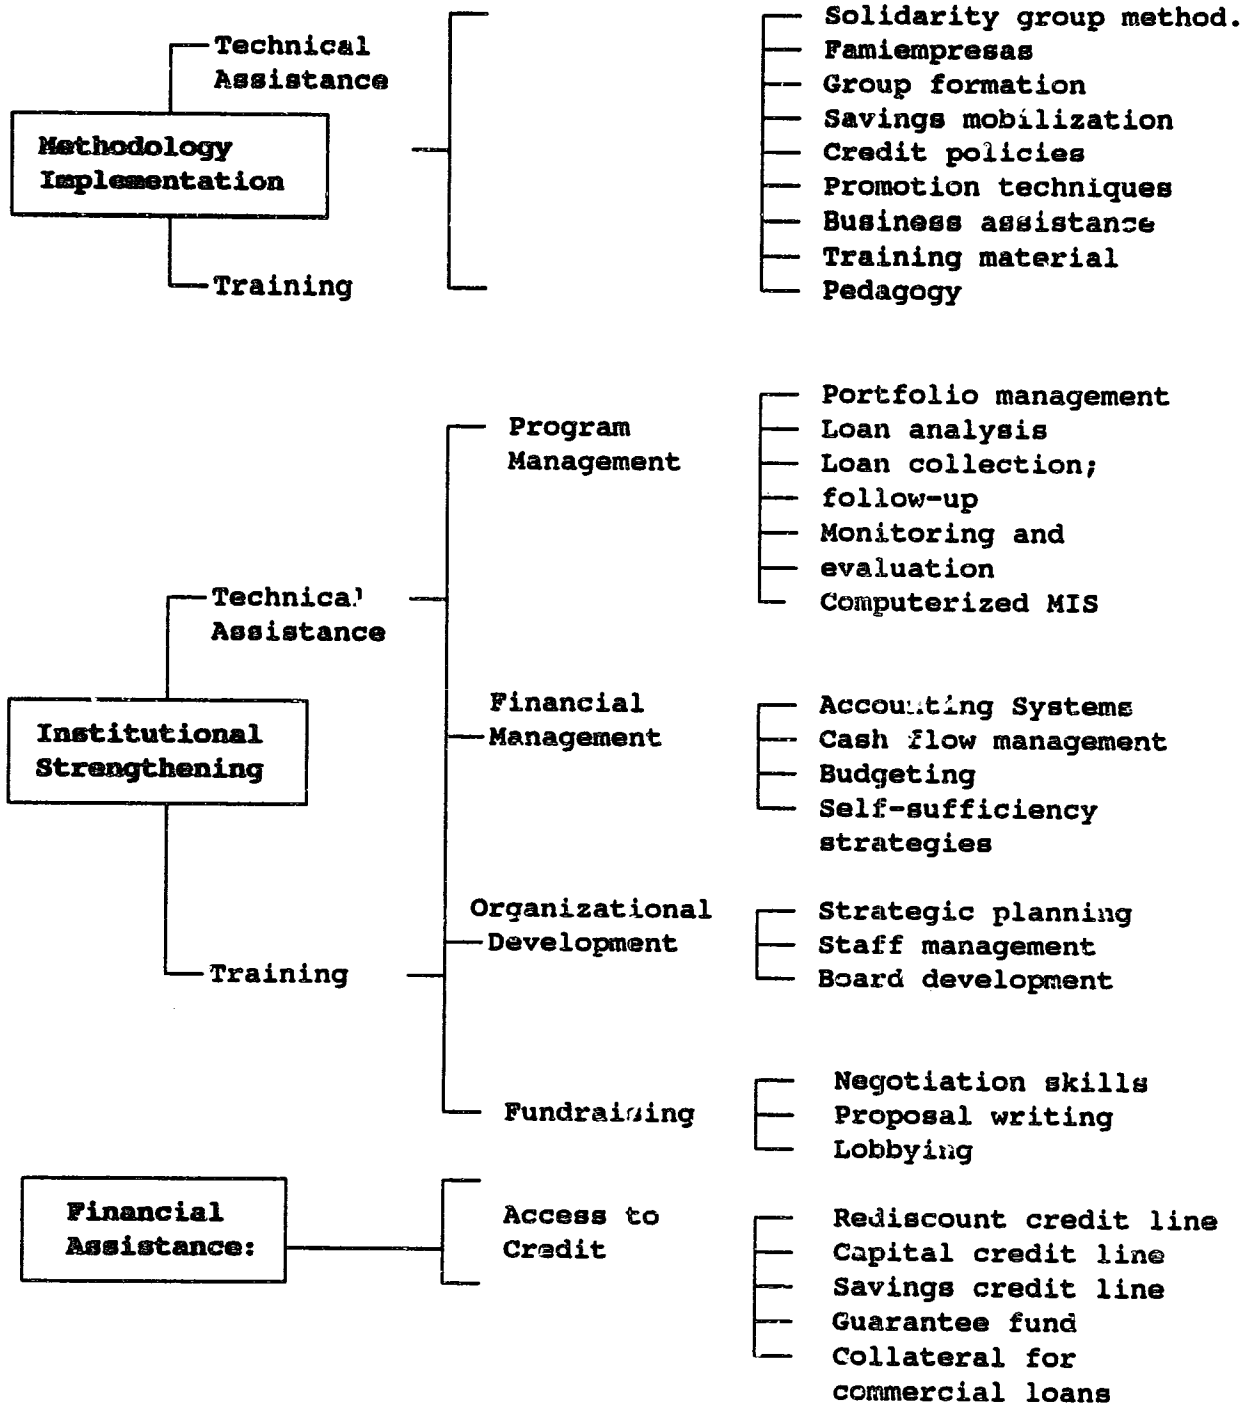 Technical
Assistance
Methodology
Implementation
Training
Solidarity group method.
Famiempresas
Group formation
Savings mobilization
Credit policies
Promotion techniques
Business assistance
Training material
Pedagogy
Institutional
Strengthening
Technical
Assistance
Training
Program
Management
Portfolio management
Loan analysis
Loan collection;
follow-up
Monitoring and
evaluation
Computerized MIS
Financial
Management
Accounting Systems
Cash flow management
Budgeting
Self-sufficiency
strategies
Organizational
Development
Strategic planning
Staff management
Board development
Fundraising
Negotiation skills
Proposal writing
Lobbying
Financial
Assistance:
Access to
Credit
Rediscount credit line
Capital credit line
Savings credit line
Guarantee fund
Collateral for
commercial loans